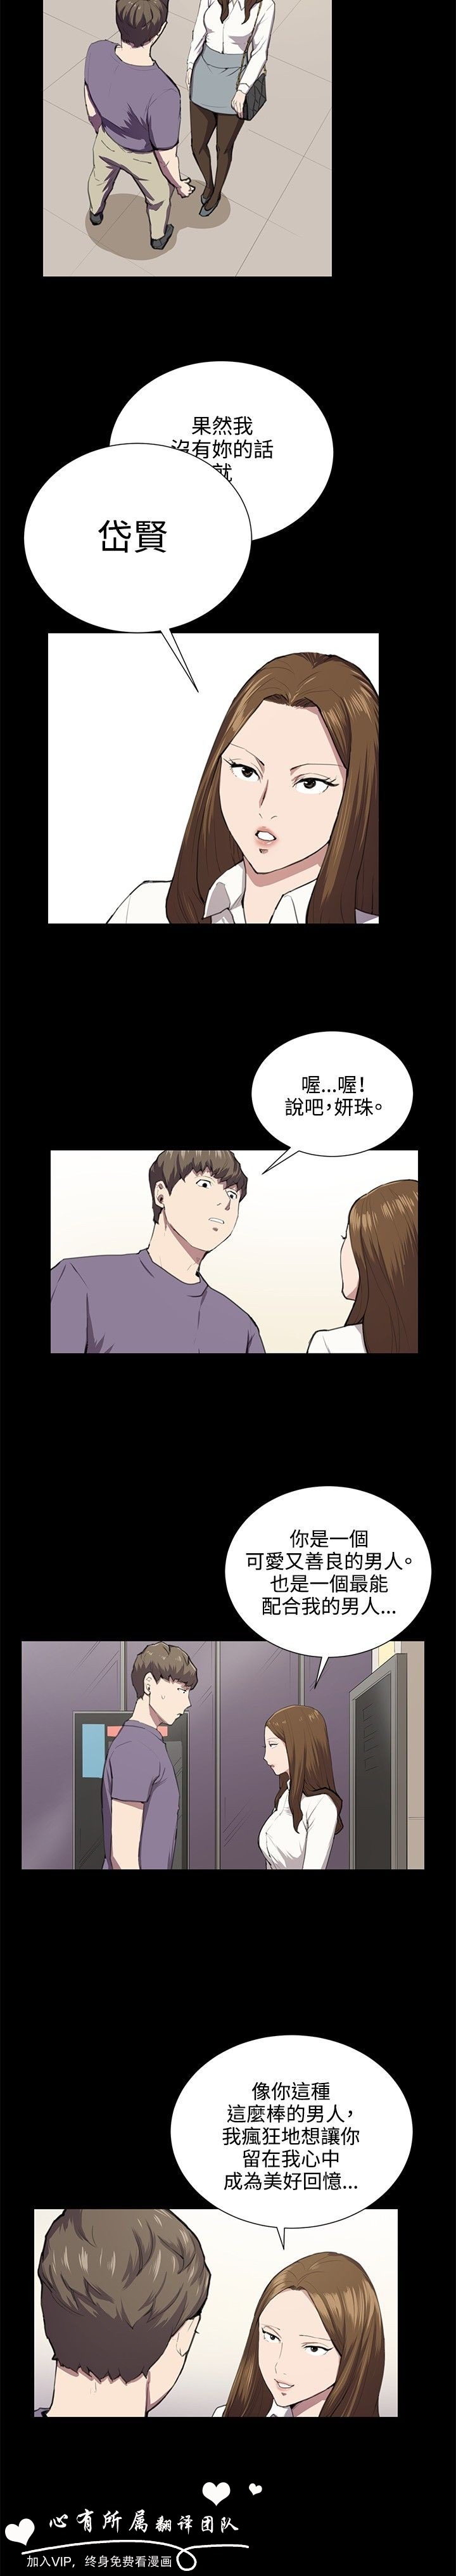 果然我
沒有妳的話
就
岱賢
喔...喔!
說吧,妍珠。
你是一個
可愛又善良的男人。
也是一個最能
配合我的男人...
像你這種
這麼棒的男人,
我瘋狂地想讓你
留在我心中
成為美好回憶...
心有所属翻译团队
加入VIP，终身免费看漫画